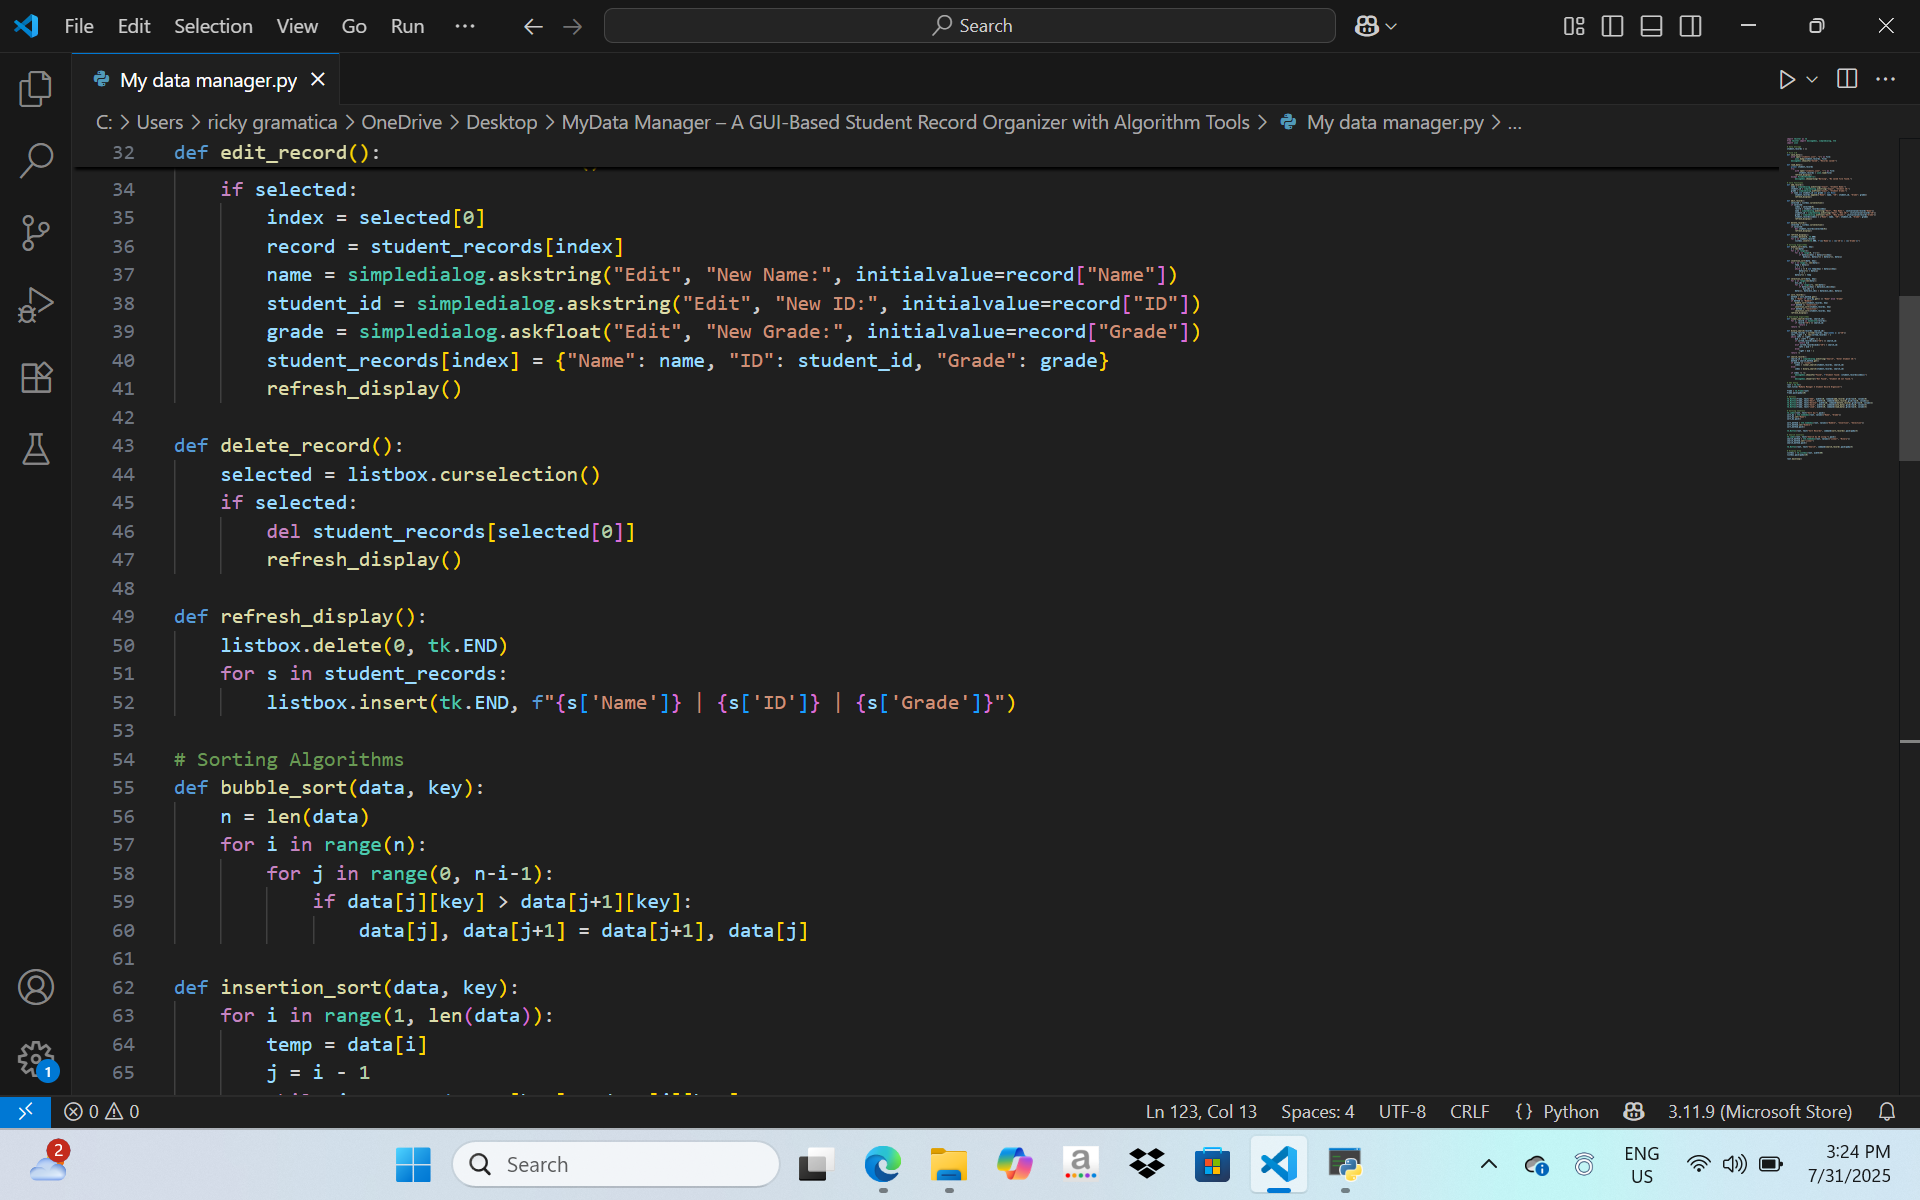 File Edit Selection View Go Run ··· Search
My data manager.py
C: > Users > ricky gramatica > OneDrive > Desktop > MyData Manager – A GUI-Based Student Record Organizer with Algorithm Tools > My data manager.py > ...
32 def edit_record():
34 if selected:
35 index = selected[0]
36 record = student_records[index]
37 name = simpledialog.askstring("Edit", "New Name:", initialvalue=record["Name"])
38 student_id = simpledialog.askstring("Edit", "New ID:", initialvalue=record["ID"])
39 grade = simpledialog.askfloat("Edit", "New Grade:", initialvalue=record["Grade"])
40 student_records[index] = {"Name": name, "ID": student_id, "Grade": grade}
41 refresh_display()
42
43 def delete_record():
44 selected = listbox.curselection()
45 if selected:
46 del student_records[selected[0]]
47 refresh_display()
48
49 def refresh_display():
50 listbox.delete(0, tk.END)
51 for s in student_records:
52 listbox.insert(tk.END, f"{s['Name']} | {s['ID']} | {s['Grade']}")
53
54 # Sorting Algorithms
55 def bubble_sort(data, key):
56 n = len(data)
57 for i in range(n):
58 for j in range(0, n-i-1):
59 if data[j][key] > data[j+1][key]:
60 data[j], data[j+1] = data[j+1], data[j]
61
62 def insertion_sort(data, key):
63 for i in range(1, len(data)):
64 temp = data[i]
65 j = i - 1
1
0 0 Ln 123, Col 13 Spaces: 4 UTF-8 CRLF {} Python 3.11.9 (Microsoft Store)
2 Search a ENG US 3:24 PM
7/31/2025